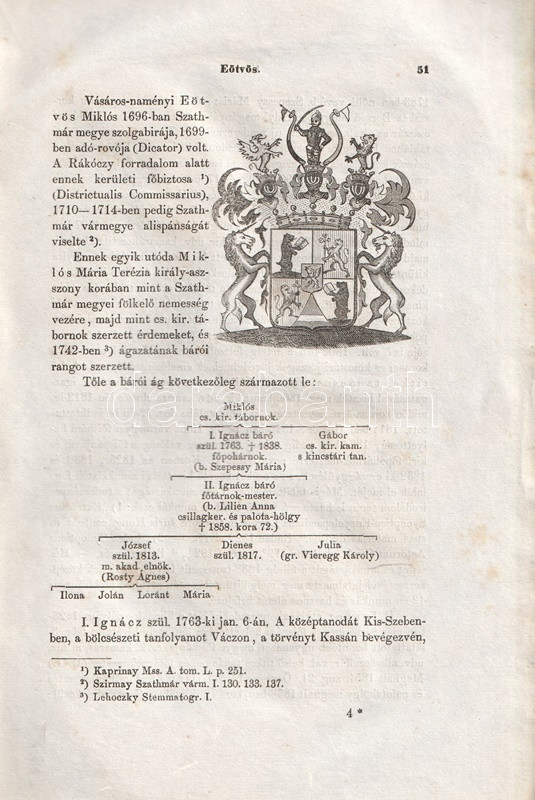 Eötvös.
51
Vásáros-naményi Eöt-
vös Miklós 1696-ban Szath-
már megye szolgabirája, 1699-
ben adó-rovója (Dicator) volt.
A Rákóczy forradalom alatt
ennek kerületi főbiztosa ¹)
(Districtualis Commissarius),
1710—1714-ben pedig Szath-
már vármegye alispánságát
viselte ²).
Ennek egyik utóda Mik-
lós Mária Terézia király-asz-
szony korában mint a Szath-
már megyei fölkelő nemesség
vezére, majd mint cs. kir. tá-
bornok szerzett érdemeket, és
1742-ben ³) ágazatának bárói
rangot szerzett.
Tőle a bárói ág következőleg származott le:
darabanth
Miklós
cs. kir. tábornok.
I. Ignácz báró
szül. 1763. † 1838.
főpohárnok.
(b. Szepessy Mária)
Gábor
cs. kir. kam.
s kincstári tan.
II. Ignácz báró
főtárnok-mester.
(b. Lilien Anna
csillagker. és palota-hölgy
† 1858. kora 72.)
József
szül. 1813.
m. akad. elnök.
(Rosty Ágnes)
Dienes
szül. 1817.
Julia
(gr. Vieregg Károly)
Ilona Jolán Loránt Mária
I. Ignácz szül. 1763-ki jan. 6-án. A középtanodát Kis-Szeben-
ben, a bölcsészeti tanfolyamot Váczon, a törvényt Kassán bevégezvén,
¹) Kaprinay Mss. A. tom. L. p. 251.
²) Szirmay Szathmár várm. I. 130. 133. 137.
³) Lehoczky Stemmatogr. I.
4 *